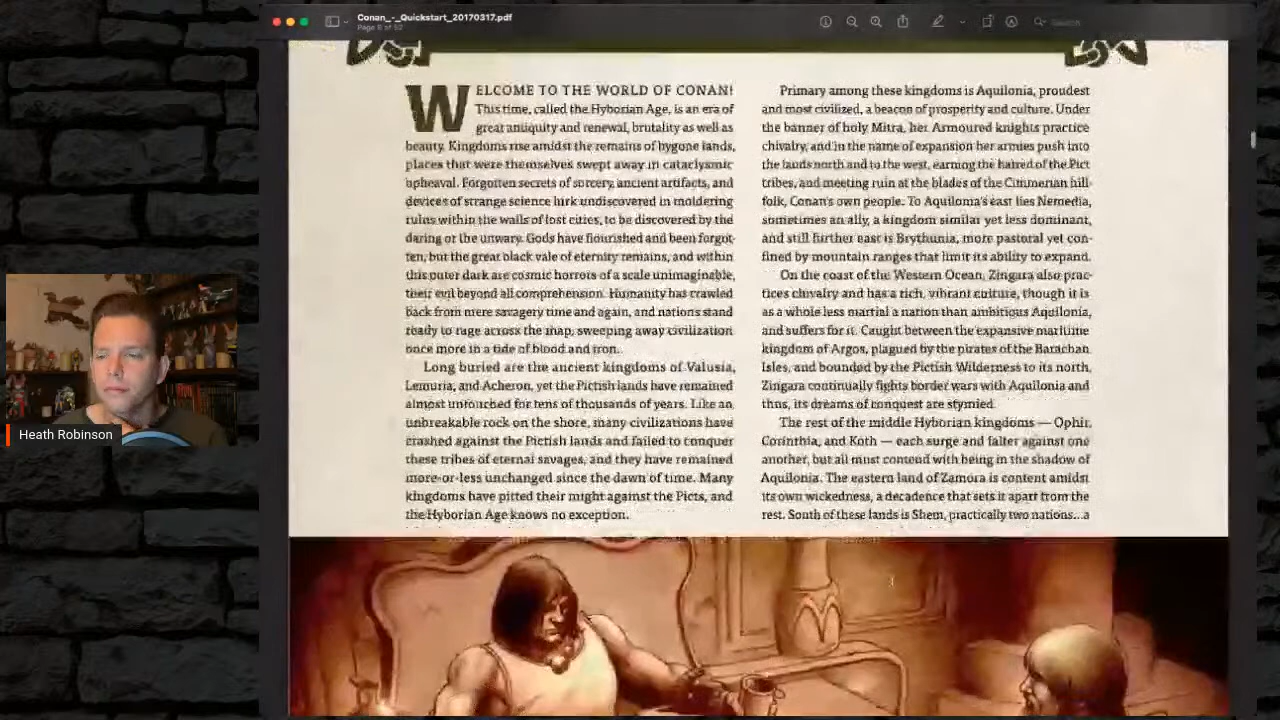 Conan_-_Quickstart_20170317.pdf
Page 6 of 52
Search
WELCOME TO THE WORLD OF CONAN!
This time, called the Hyborian Age, is an era of
great antiquity and renewal, brutality as well as
beauty. Kingdoms rise amidst the remains of bygone lands,
places that were themselves swept away in cataclysmic
upheaval. Forgotten secrets of sorcery, ancient artifacts, and
devices of strange science lurk undiscovered in moldering
ruins within the walls of lost cities, to be discovered by the
daring or the unwary. Gods have flourished and been forgot-
ten, but the great black vale of eternity remains, and within
this outer dark are cosmic horrors of a scale unimaginable,
their evil beyond all comprehension. Humanity has crawled
back from mere savagery time and again, and nations stand
ready to rage across the map, sweeping away civilization
once more in a tide of blood and iron.
Long buried are the ancient kingdoms of Valusia,
Lemuria, and Acheron, yet the Pictish lands have remained
almost untouched for tens of thousands of years. Like an
unbreakable rock on the shore, many civilizations have
crashed against the Pictish lands and failed to conquer
these tribes of eternal savages, and they have remained
more-or-less unchanged since the dawn of time. Many
kingdoms have pitted their might against the Picts, and
the Hyborian Age knows no exception.
Primary among these kingdoms is Aquilonia, proudest
and most civilized, a beacon of prosperity and culture. Under
the banner of holy Mitra, her Armoured knights practice
chivalry, and in the name of expansion her armies push into
the lands north and to the west, earning the hatred of the Pict
tribes, and meeting ruin at the blades of the Cimmerian hill-
folk, Conan's own people. To Aquilonia's east lies Nemedia,
sometimes an ally, a kingdom similar yet less dominant,
and still further east is Brythunia, more pastoral yet con-
fined by mountain ranges that limit its ability to expand.
On the coast of the Western Ocean, Zingara also prac-
tices chivalry and has a rich, vibrant culture, though it is
as a whole less martial a nation than ambitious Aquilonia,
and suffers for it. Caught between the expansive maritime
kingdom of Argos, plagued by the pirates of the Barachan
Isles, and bounded by the Pictish Wilderness to its north,
Zingara continually fights border wars with Aquilonia and
thus, its dreams of conquest are stymied.
The rest of the middle Hyborian kingdoms — Ophir,
Corinthia, and Koth — each surge and falter against one
another, but all must contend with being in the shadow of
Aquilonia. The eastern land of Zamora is content amidst
its own wickedness, a decadence that sets it apart from the
rest. South of these lands is Shem, practically two nations...a
Heath Robinson